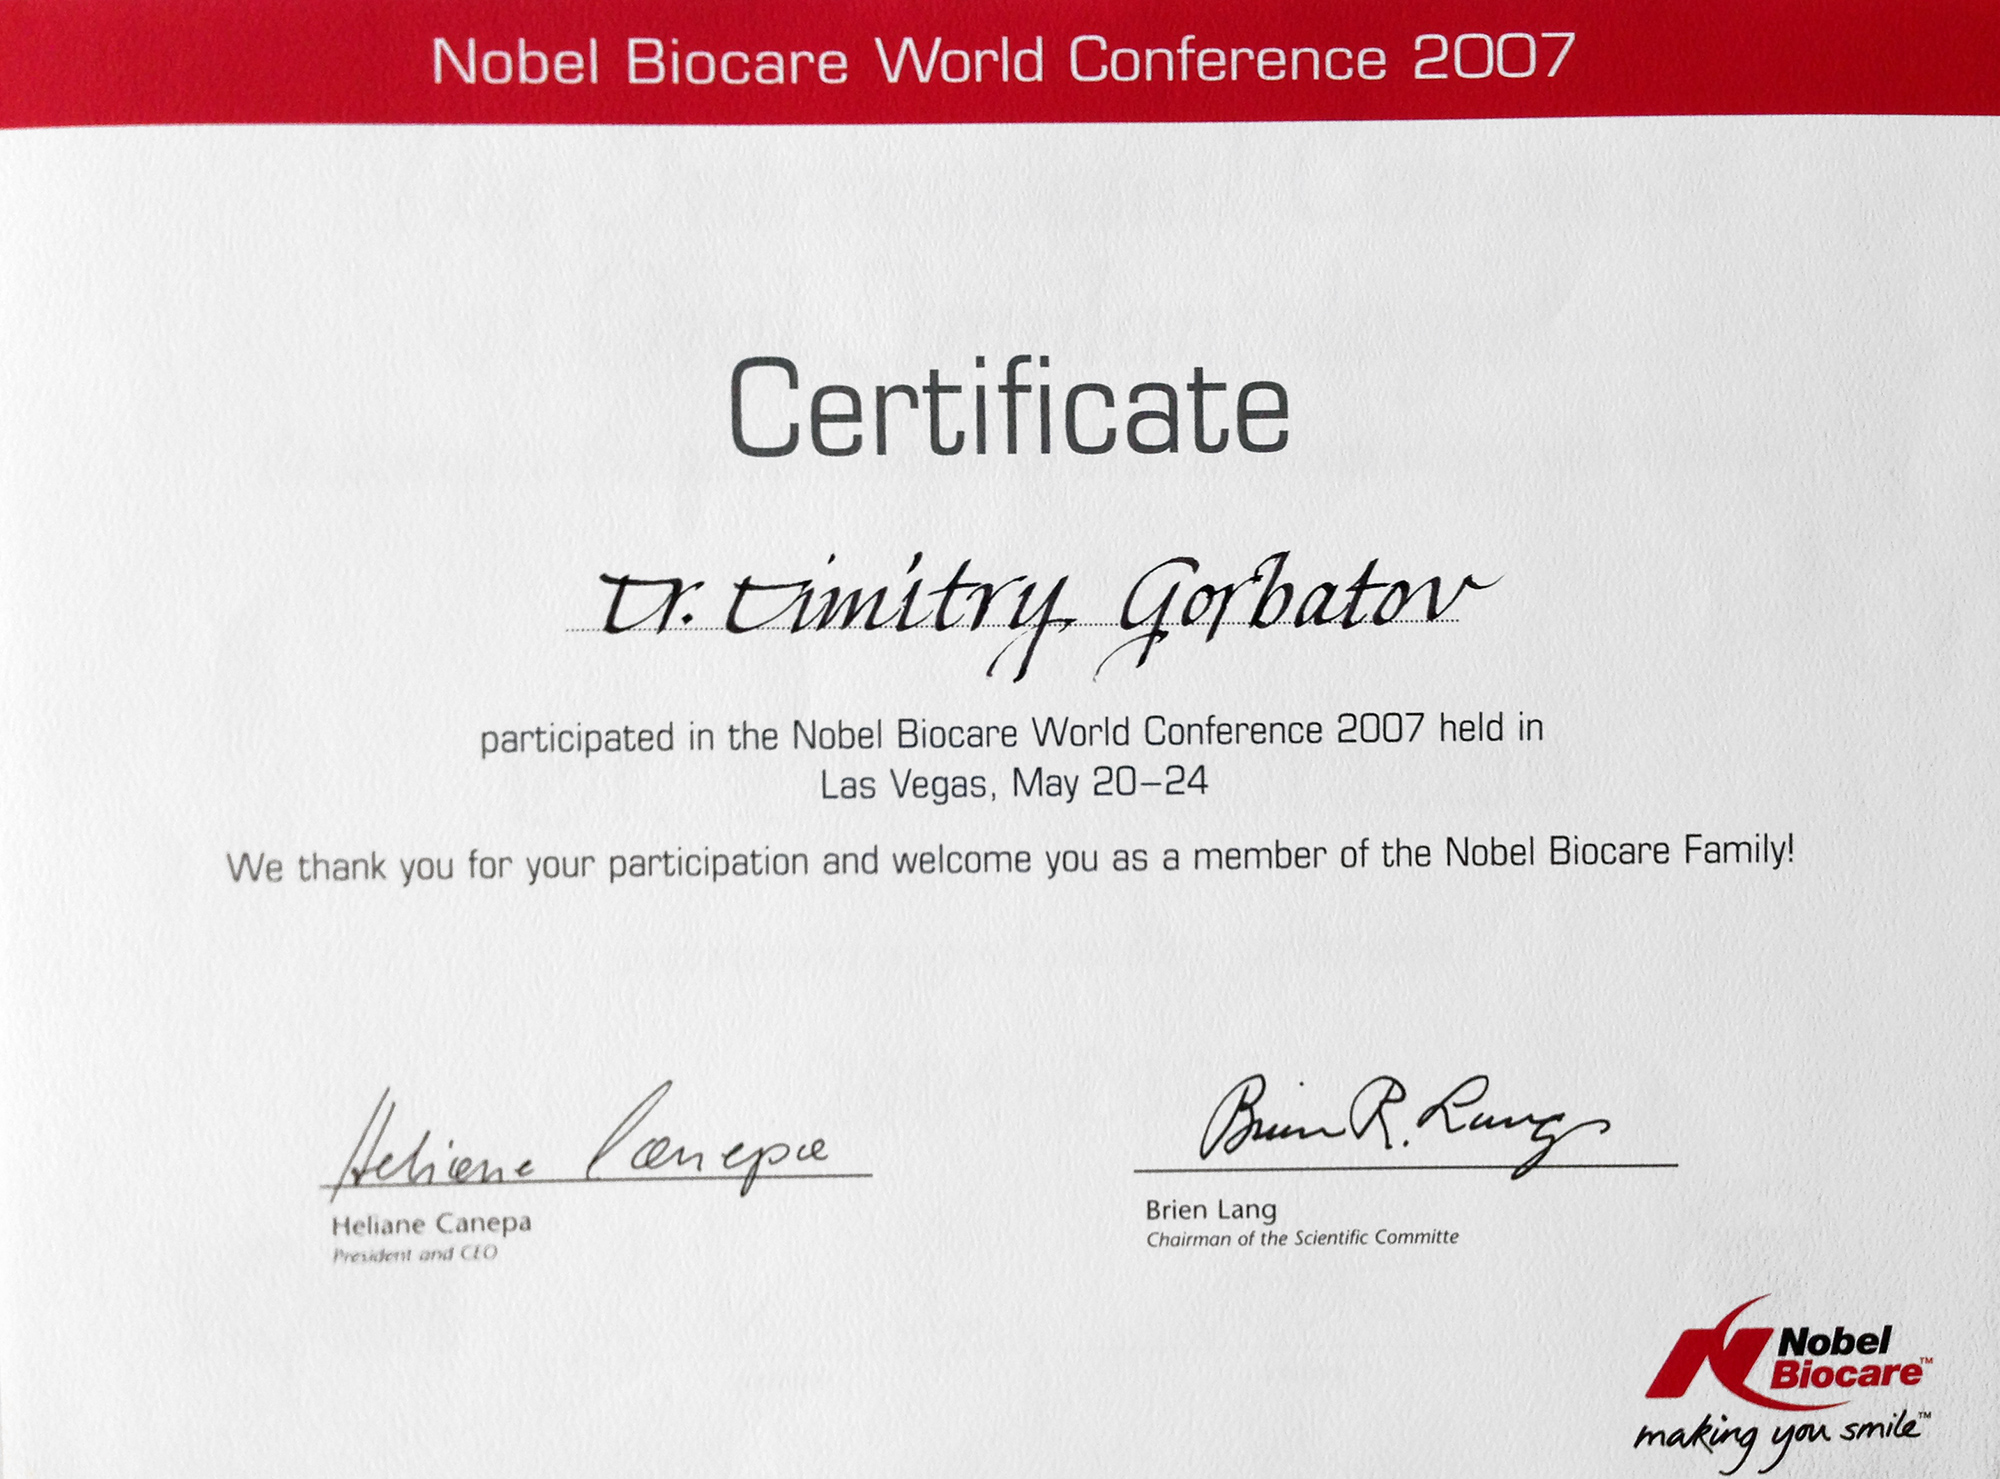 Nobel Biocare World Conference 2007
Certificate
Dr. Dimitry Gorbatov
participated in the Nobel Biocare World Conference 2007 held in
Las Vegas, May 20–24
We thank you for your participation and welcome you as a member of the Nobel Biocare Family!
Heliane Canepa
Brien R. Lang
Heliane Canepa
President and CEO
Brien Lang
Chairman of the Scientific Committe
Nobel
Biocare™
making you smile™